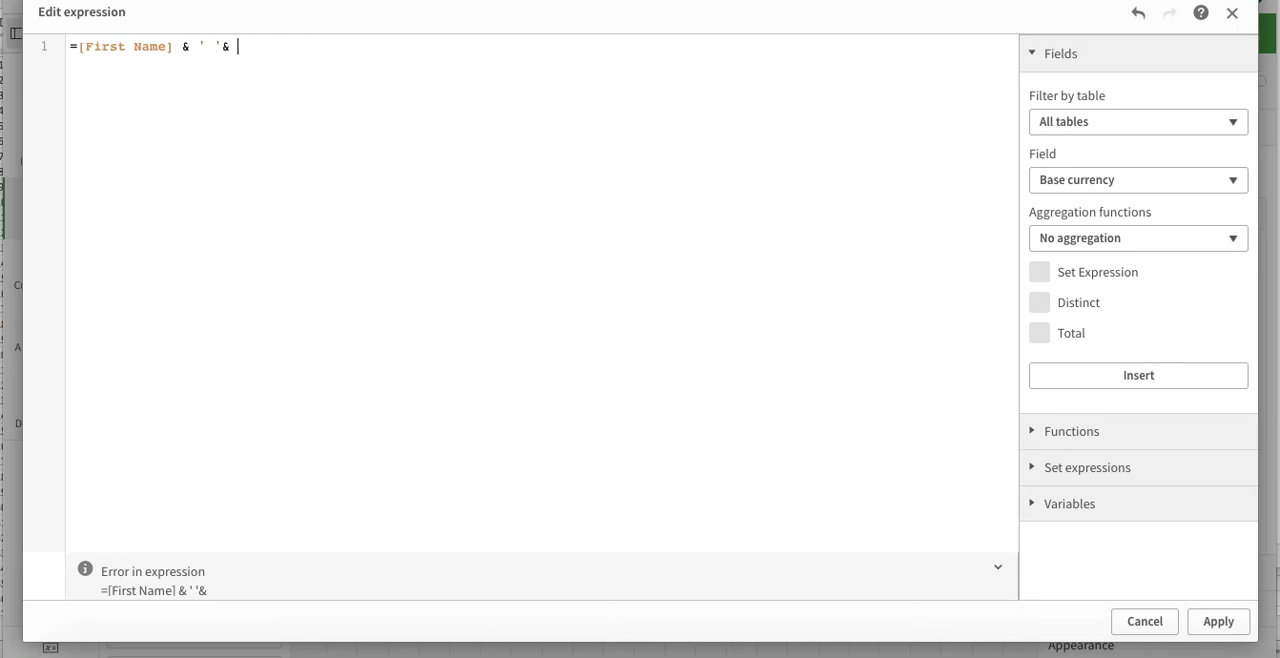 Edit expression
1 =[First Name] & ' '&
Fields
Filter by table
All tables
Field
Base currency
Aggregation functions
No aggregation
Set Expression
Distinct
Total
Insert
Functions
Set expressions
Variables
Error in expression
=[First Name] & ' '&
Cancel
Apply
Appearance